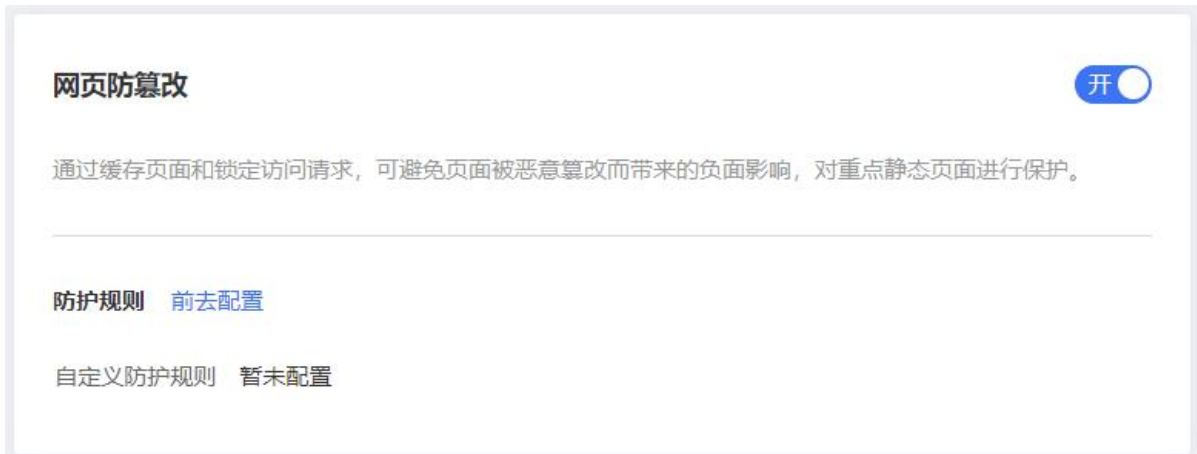 网页防篡改
开
通过缓存页面和锁定访问请求，可避免页面被恶意篡改而带来的负面影响，对重点静态页面进行保护。
防护规则 前去配置
自定义防护规则 暂未配置